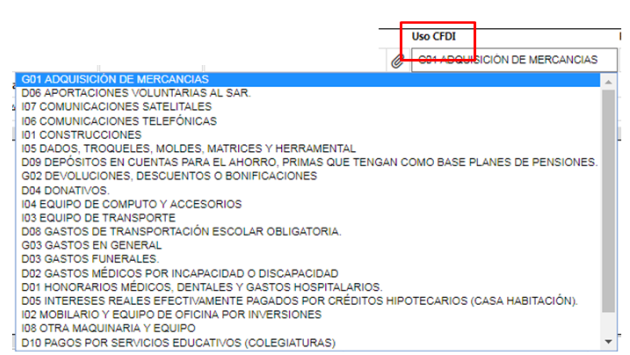 Uso CFDI
G01 ADQUISICIÓN DE MERCANCIAS
G01 ADQUISICIÓN DE MERCANCIAS
D06 APORTACIONES VOLUNTARIAS AL SAR.
I07 COMUNICACIONES SATELITALES
I06 COMUNICACIONES TELEFÓNICAS
I01 CONSTRUCCIONES
I05 DADOS, TROQUELES, MOLDES, MATRICES Y HERRAMENTAL
D09 DEPÓSITOS EN CUENTAS PARA EL AHORRO, PRIMAS QUE TENGAN COMO BASE PLANES DE PENSIONES.
G02 DEVOLUCIONES, DESCUENTOS O BONIFICACIONES
D04 DONATIVOS.
I04 EQUIPO DE COMPUTO Y ACCESORIOS
I03 EQUIPO DE TRANSPORTE
D08 GASTOS DE TRANSPORTACIÓN ESCOLAR OBLIGATORIA.
G03 GASTOS EN GENERAL
D03 GASTOS FUNERALES.
D02 GASTOS MÉDICOS POR INCAPACIDAD O DISCAPACIDAD
D01 HONORARIOS MÉDICOS, DENTALES Y GASTOS HOSPITALARIOS.
D05 INTERESES REALES EFECTIVAMENTE PAGADOS POR CRÉDITOS HIPOTECARIOS (CASA HABITACIÓN).
I02 MOBILIARIO Y EQUIPO DE OFICINA POR INVERSIONES
I08 OTRA MAQUINARIA Y EQUIPO
D10 PAGOS POR SERVICIOS EDUCATIVOS (COLEGIATURAS)